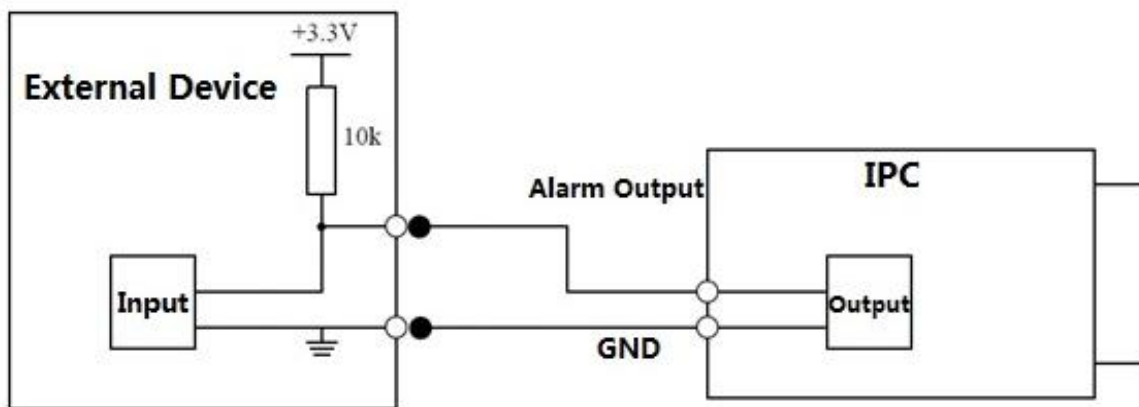 +3.3V
External Device
10k
Alarm Output
IPC
Input
Output
GND